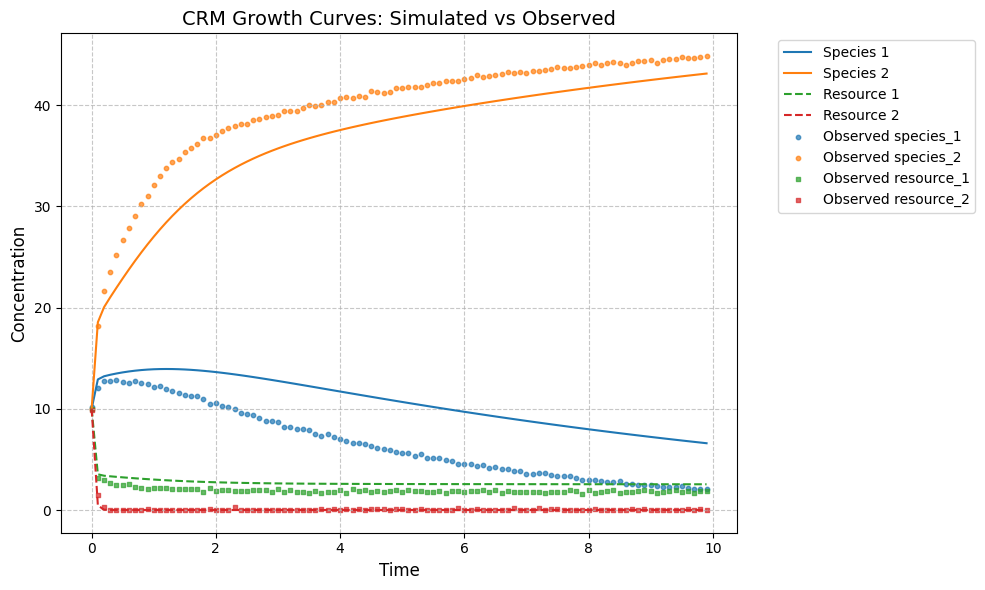 CRM Growth Curves: Simulated vs Observed
Concentration
40
30
20
10
0
0 2 4 6 8 10
Time
Species 1
Species 2
Resource 1
Resource 2
Observed species_1
Observed species_2
Observed resource_1
Observed resource_2